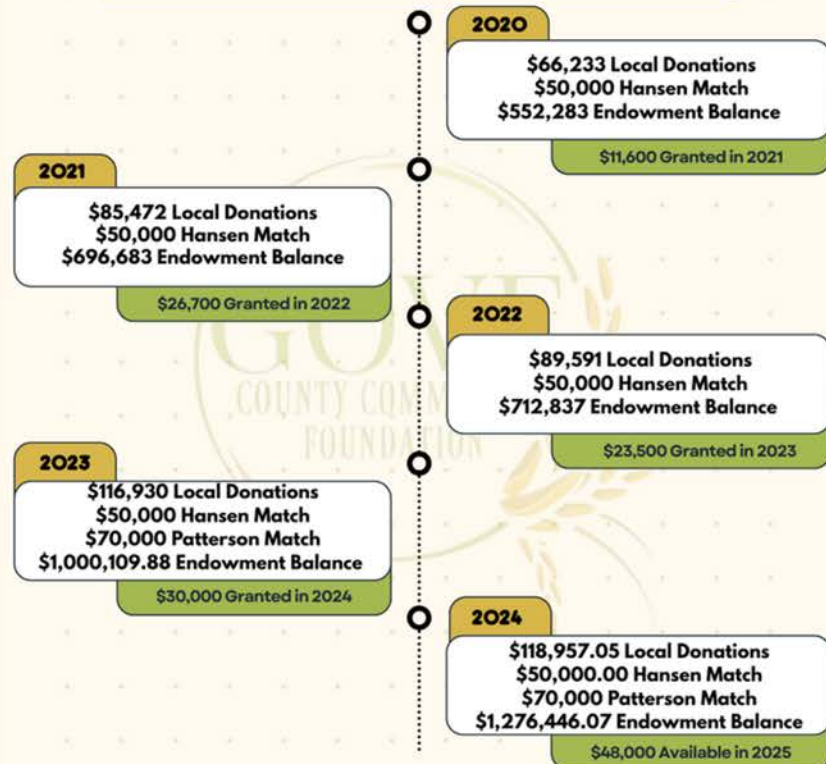 2020
$66,233 Local Donations
$50,000 Hansen Match
$552,283 Endowment Balance
$11,600 Granted in 2021
2021
$85,472 Local Donations
$50,000 Hansen Match
$696,683 Endowment Balance
$26,700 Granted in 2022
2022
$89,591 Local Donations
$50,000 Hansen Match
$712,837 Endowment Balance
$23,500 Granted in 2023
2023
$116,930 Local Donations
$50,000 Hansen Match
$70,000 Patterson Match
$1,000,109.88 Endowment Balance
$30,000 Granted in 2024
2024
$118,957.05 Local Donations
$50,000.00 Hansen Match
$70,000 Patterson Match
$1,276,446.07 Endowment Balance
$48,000 Available in 2025
GOVE
COUNTY
FOUNDATION